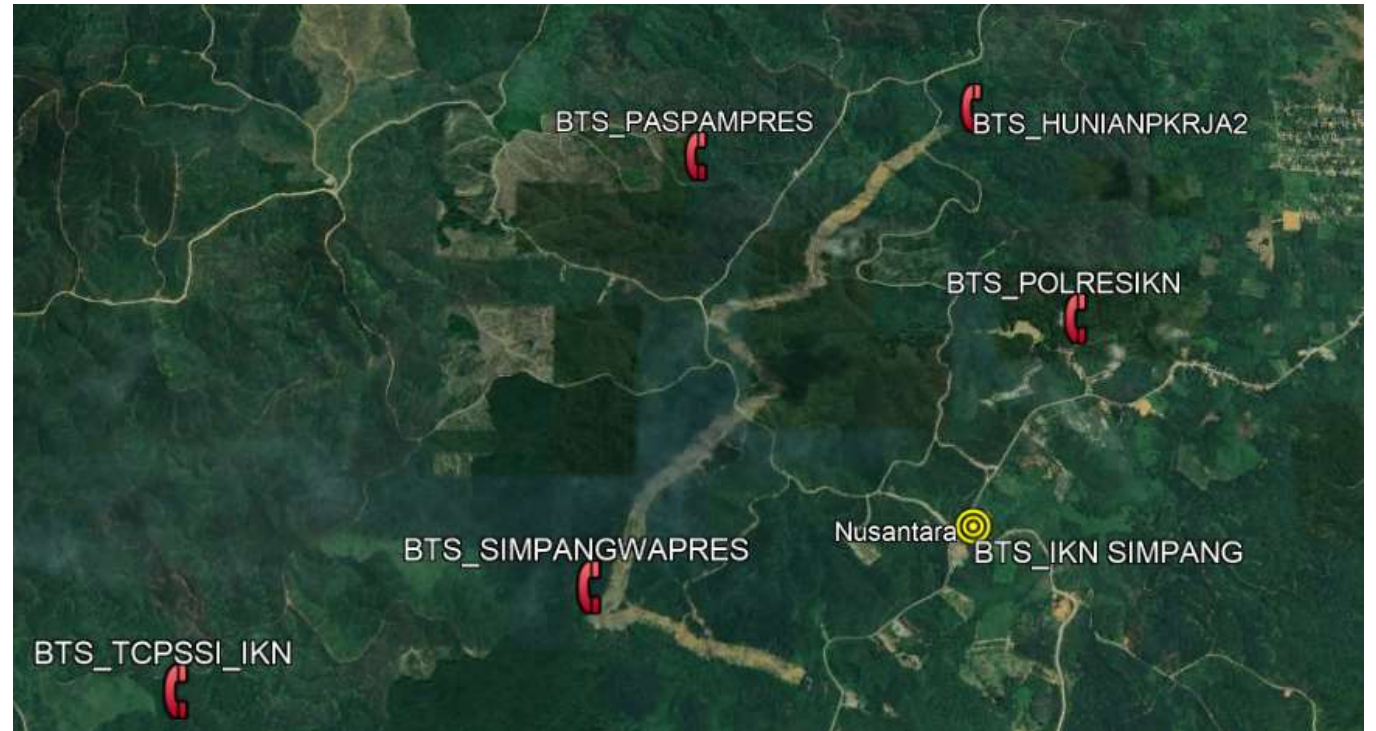 BTS_PASPAMPRES
BTS_HUNIANPKRJA2
BTS_POLRESIKN
Nusantara
BTS_IKN SIMPANG
BTS_SIMPANGWAPRES
BTS_TCPSSI_IKN